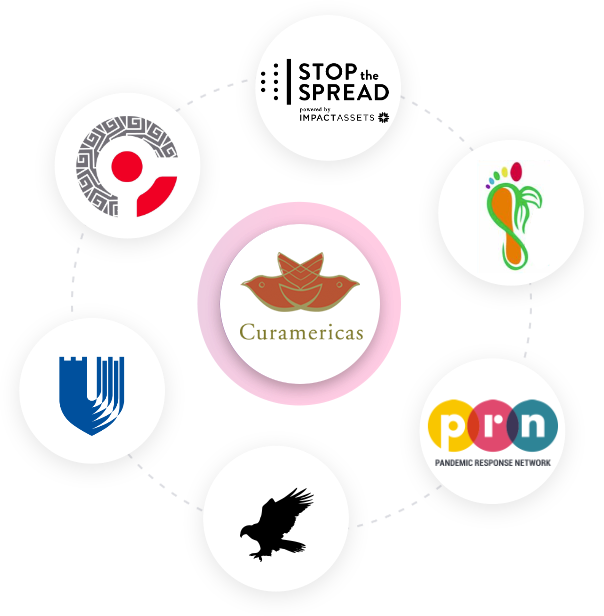 STOP the
SPREAD
powered by
IMPACTASSETS
Curamericas
prn
PANDEMIC RESPONSE NETWORK